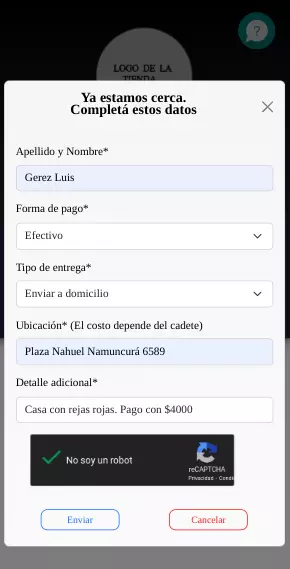 LOGO DE LA
TIENDA
Ya estamos cerca.
Completá estos datos
Apellido y Nombre*
Gerez Luis
Forma de pago*
Efectivo
Tipo de entrega*
Enviar a domicilio
Ubicación* (El costo depende del cadete)
Plaza Nahuel Namuncurá 6589
Detalle adicional*
Casa con rejas rojas. Pago con $4000
No soy un robot
reCAPTCHA
Privacidad - Condi
Enviar
Cancelar